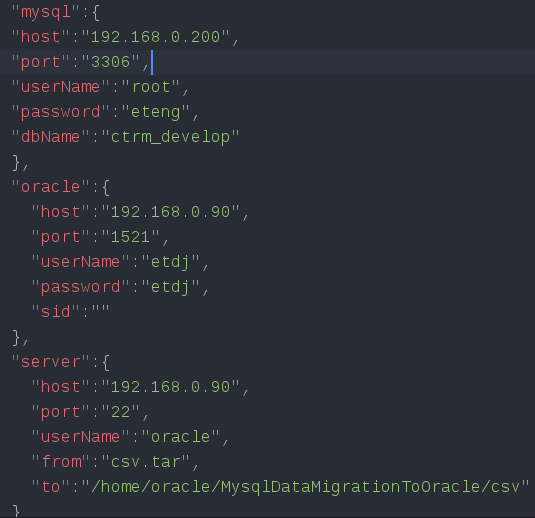 "mysql":{
"host":"192.168.0.200",
"port":"3306",
"userName":"root",
"password":"eteng",
"dbName":"ctrm_develop"
},
"oracle":{
"host":"192.168.0.90",
"port":"1521",
"userName":"etdj",
"password":"etdj",
"sid":""
},
"server":{
"host":"192.168.0.90",
"port":"22",
"userName":"oracle",
"from":"csv.tar",
"to":"/home/oracle/MysqlDataMigrationToOracle/csv"
}